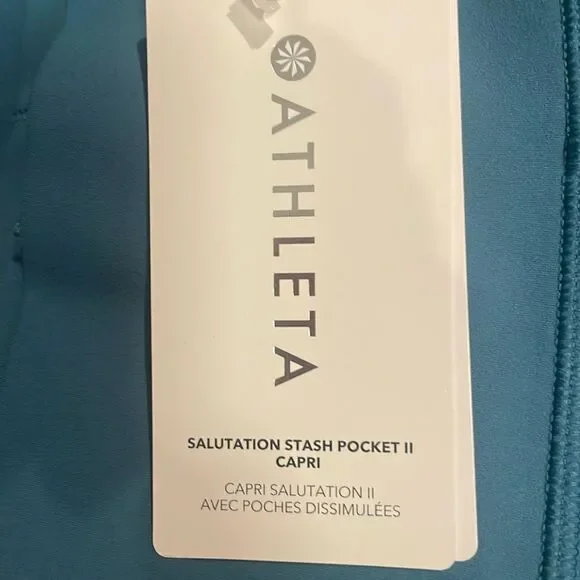 ATHLETA
SALUTATION STASH POCKET II
CAPRI
CAPRI SALUTATION II
AVEC POCHES DISSIMULÉES